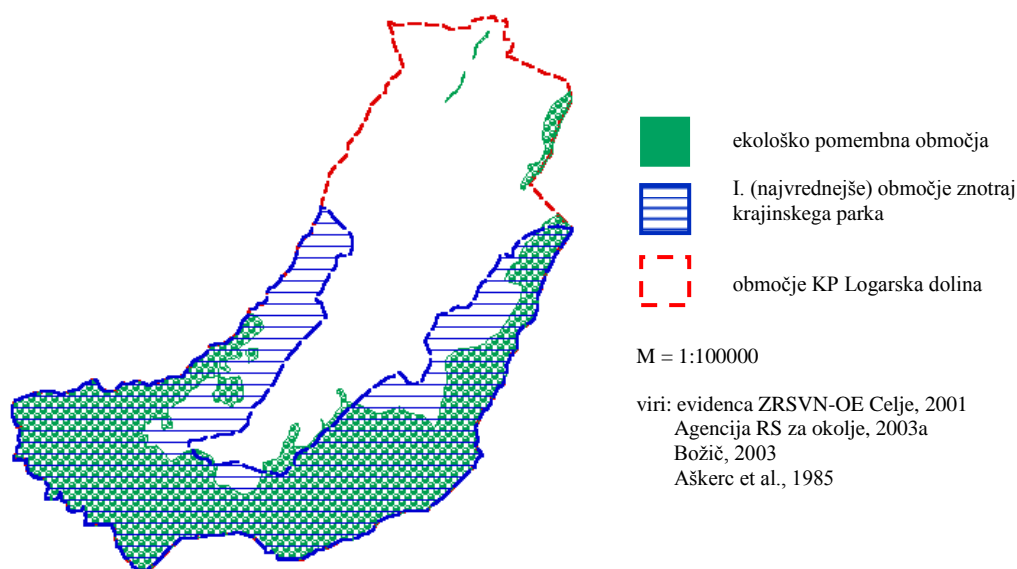 ekološko pomembna območja
I. (najvrednejše) območje znotraj
krajinskega parka
območje KP Logarska dolina
M = 1:100000
viri: evidenca ZRSVN-OE Celje, 2001
Agencija RS za okolje, 2003a
Božič, 2003
Aškerc et al., 1985